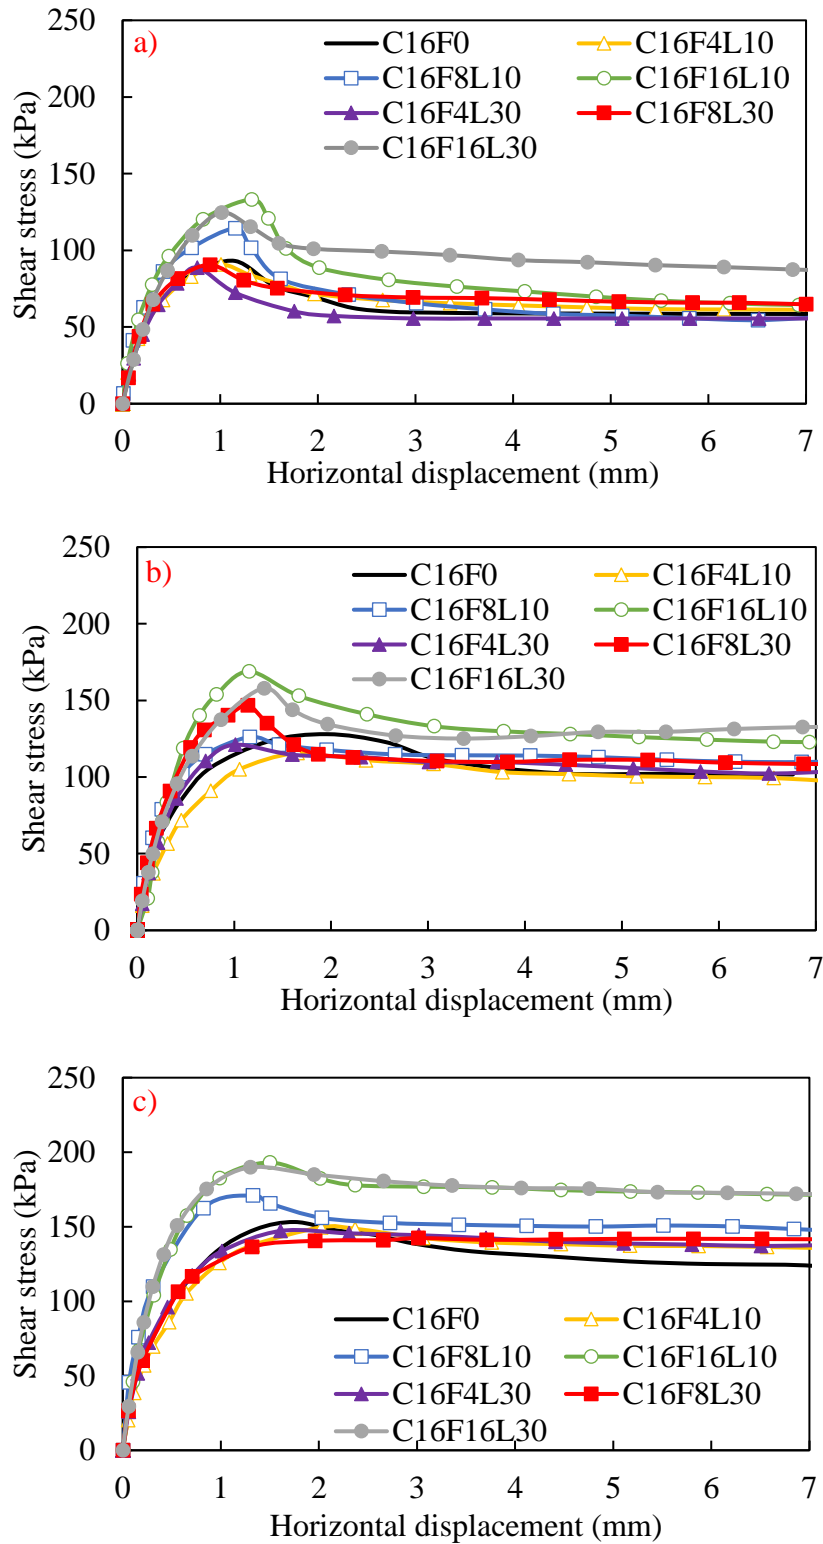 a)
250
200
150
100
50
0
Shear stress (kPa)
C16F0 C16F4L10
C16F8L10 C16F16L10
C16F4L30 C16F8L30
C16F16L30
0 1 2 3 4 5 6 7
Horizontal displacement (mm)
b)
250
200
150
100
50
0
Shear stress (kPa)
C16F0 C16F4L10
C16F8L10 C16F16L10
C16F4L30 C16F8L30
C16F16L30
0 1 2 3 4 5 6 7
Horizontal displacement (mm)
c)
250
200
150
100
50
0
Shear stress (kPa)
C16F0 C16F4L10
C16F8L10 C16F16L10
C16F4L30 C16F8L30
C16F16L30
0 1 2 3 4 5 6 7
Horizontal displacement (mm)